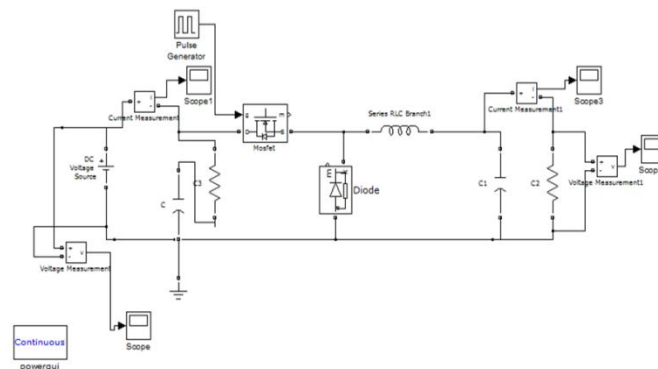 Pulse
Generator
Scope1
Current Measurement
Mosfet
Series RLC Branch1
Scope3
Current Measurement1
DC
Voltage
Source
C3
C
Diode
C1
C2
Scope
Voltage Measurement1
Voltage Measurement
Scope
Continuous
powergui